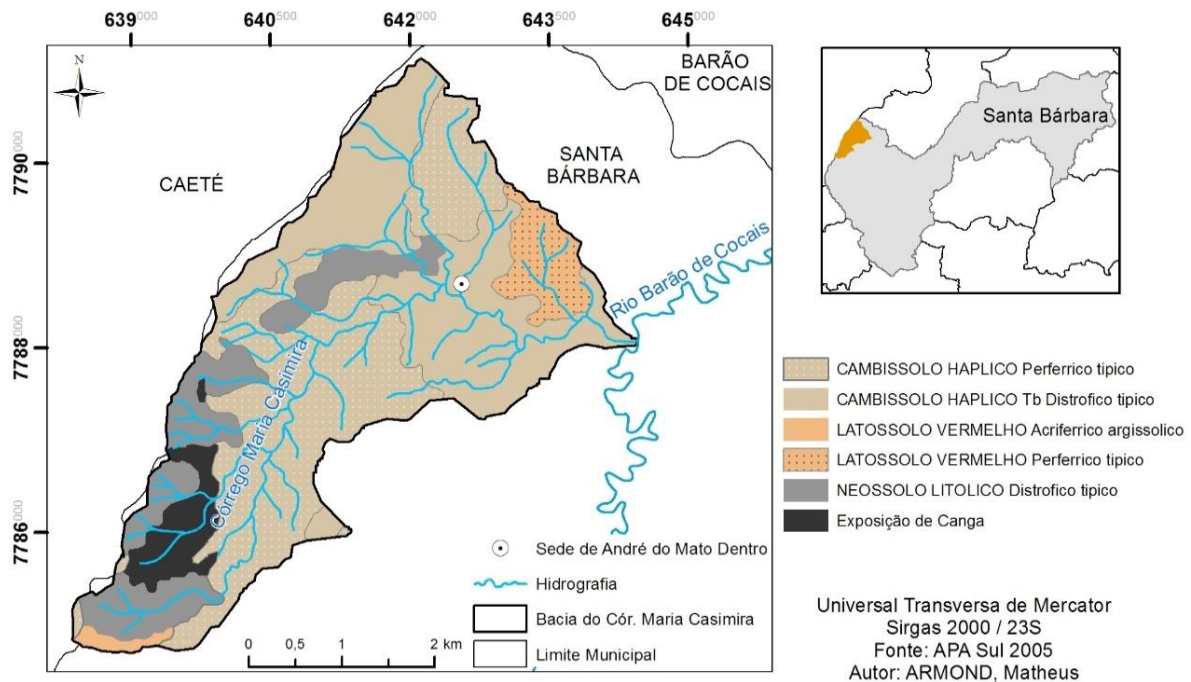 639000
640500
642000
643500
645000
7790000
7788000
7786000
N
BARÃO
DE COCAIS
CAETÉ
SANTA
BÁRBARA
Rio Barão de Cocais
Córrego Maria Casimira
Sede de André do Mato Dentro
Hidrografia
Bacia do Cór. Maria Casimira
Limite Municipal
0 0,5 1 2 km
Santa Bárbara
CAMBISSOLO HAPLICO Perferrico tipico
CAMBISSOLO HAPLICO Tb Distrofico tipico
LATOSSOLO VERMELHO Acriferrico argissolico
LATOSSOLO VERMELHO Perferrico tipico
NEOSSOLO LITOLICO Distrofico tipico
Exposição de Canga
Universal Transversa de Mercator
Sirgas 2000 / 23S
Fonte: APA Sul 2005
Autor: ARMOND, Matheus